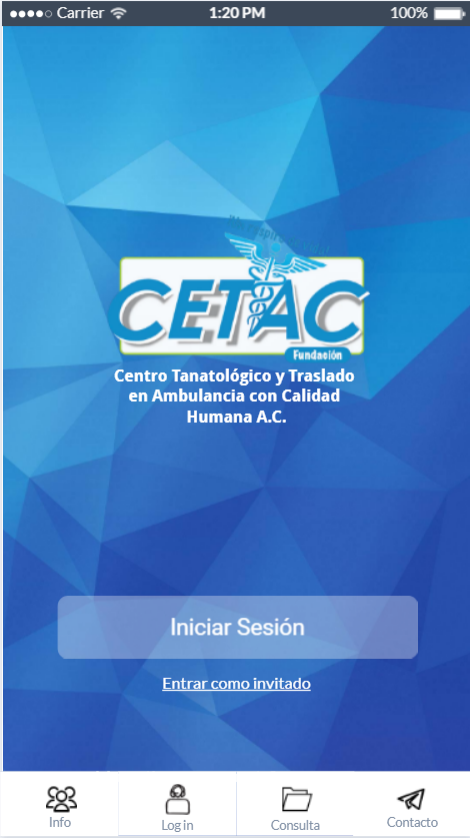 Carrier
1:20 PM
100%
CETAC
Fundación
Centro Tanatológico y Traslado
en Ambulancia con Calidad
Humana A.C.
Iniciar Sesión
Entrar como invitado
Info
Log in
Consulta
Contacto